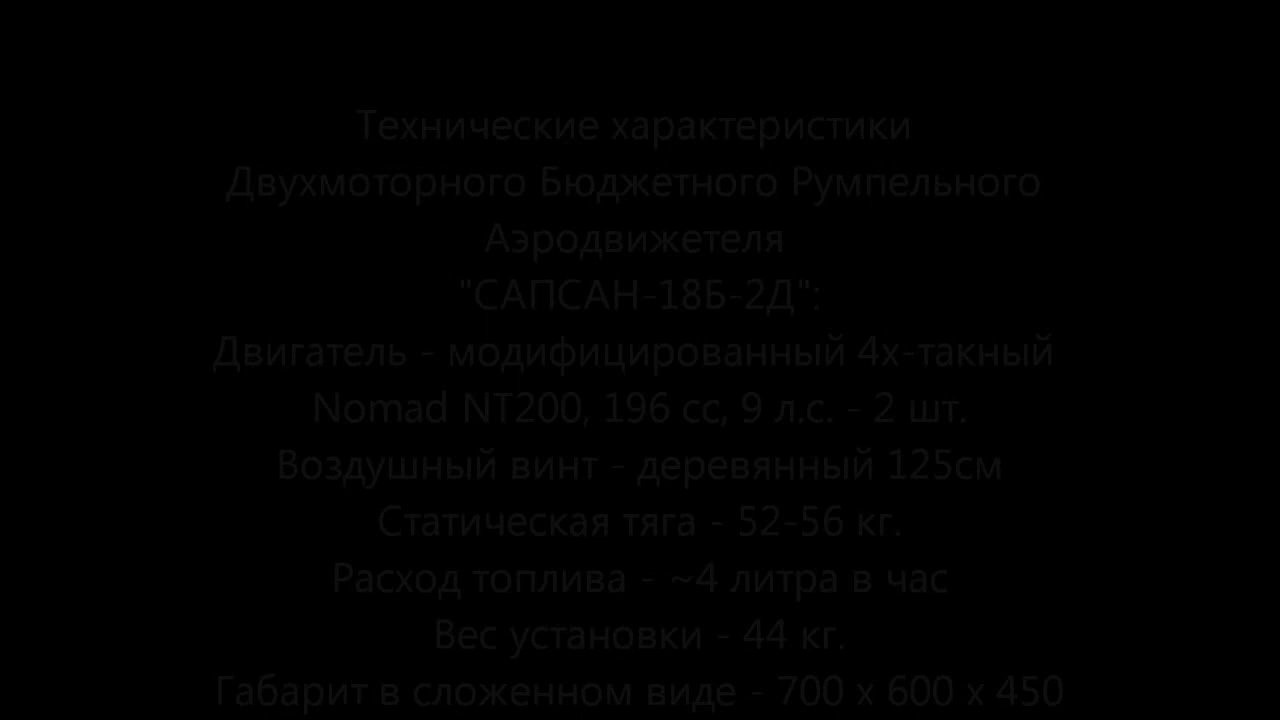 Технические характеристики
Двухмоторного Бюджетного Румпельного
Аэродвижетеля
"САПСАН-18Б-2Д":
Двигатель - модифицированный 4х-такный
Nomad NT200, 196 сс, 9 л.с. - 2 шт.
Воздушный винт - деревянный 125см
Статическая тяга - 52-56 кг.
Расход топлива - ~4 литра в час
Вес установки - 44 кг.
Габарит в сложенном виде - 700 х 600 х 450